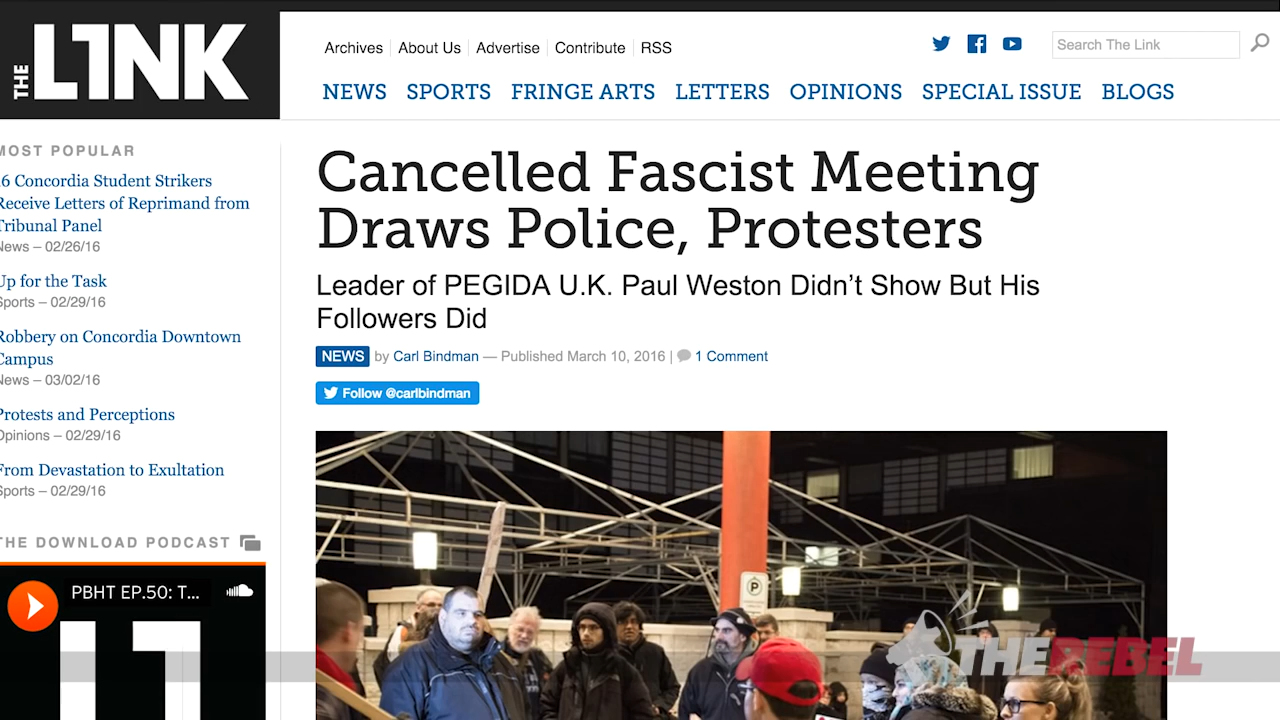 THE L1NK
Archives About Us Advertise Contribute RSS
Search The Link
NEWS SPORTS FRINGE ARTS LETTERS OPINIONS SPECIAL ISSUE BLOGS
MOST POPULAR
6 Concordia Student Strikers
Receive Letters of Reprimand from
Tribunal Panel
News – 02/26/16
Up for the Task
Sports – 02/29/16
Robbery on Concordia Downtown
Campus
News – 03/02/16
Protests and Perceptions
Opinions – 02/29/16
From Devastation to Exultation
Sports – 02/29/16
THE DOWNLOAD PODCAST
PBHT EP.50: T...
Cancelled Fascist Meeting
Draws Police, Protesters
Leader of PEGIDA U.K. Paul Weston Didn't Show But His
Followers Did
NEWS by Carl Bindman — Published March 10, 2016 | 1 Comment
Follow @carlbindman
P
THE REBEL